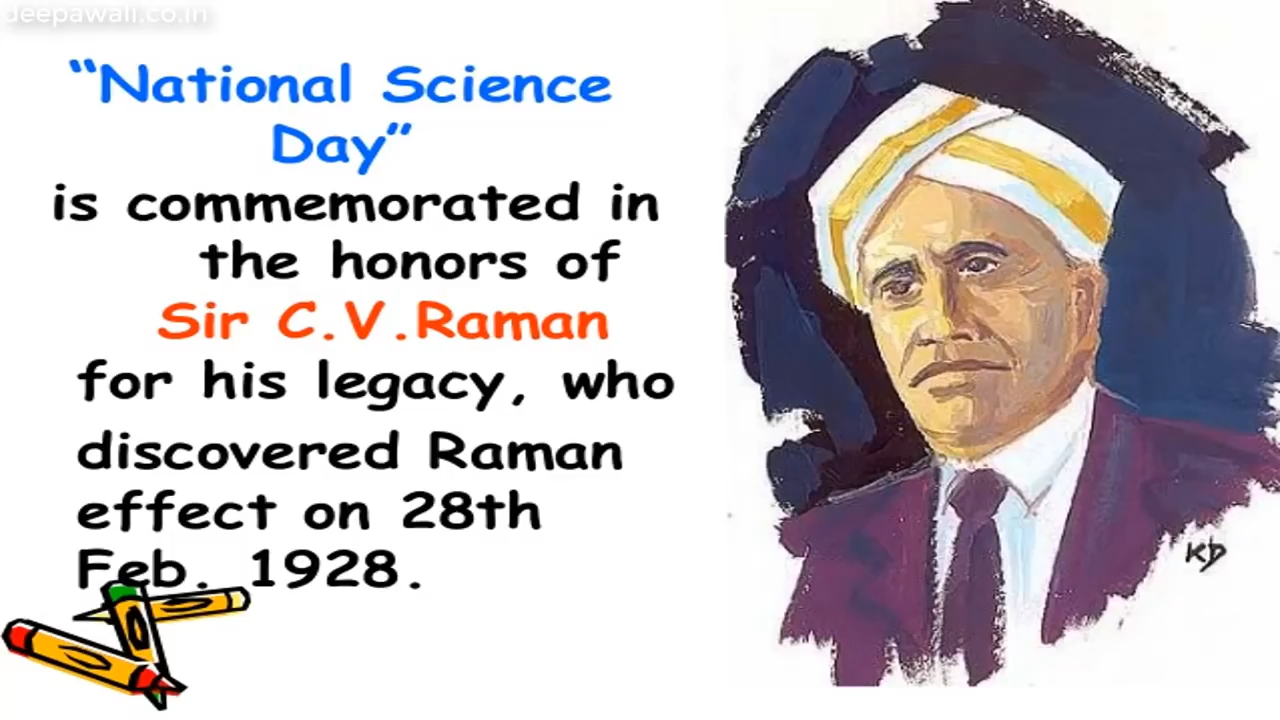 deepawali.co.in
“National Science
Day”
is commemorated in
the honors of
Sir C.V.Raman
for his legacy, who
discovered Raman
effect on 28th
Feb. 1928.
KD